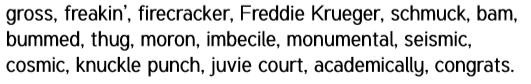 gross, freakin’, firecracker, Freddie Krueger, schmuck, bam,
bummed, thug, moron, imbecile, monumental, seismic,
cosmic, knuckle punch, juvie court, academically, congrats.